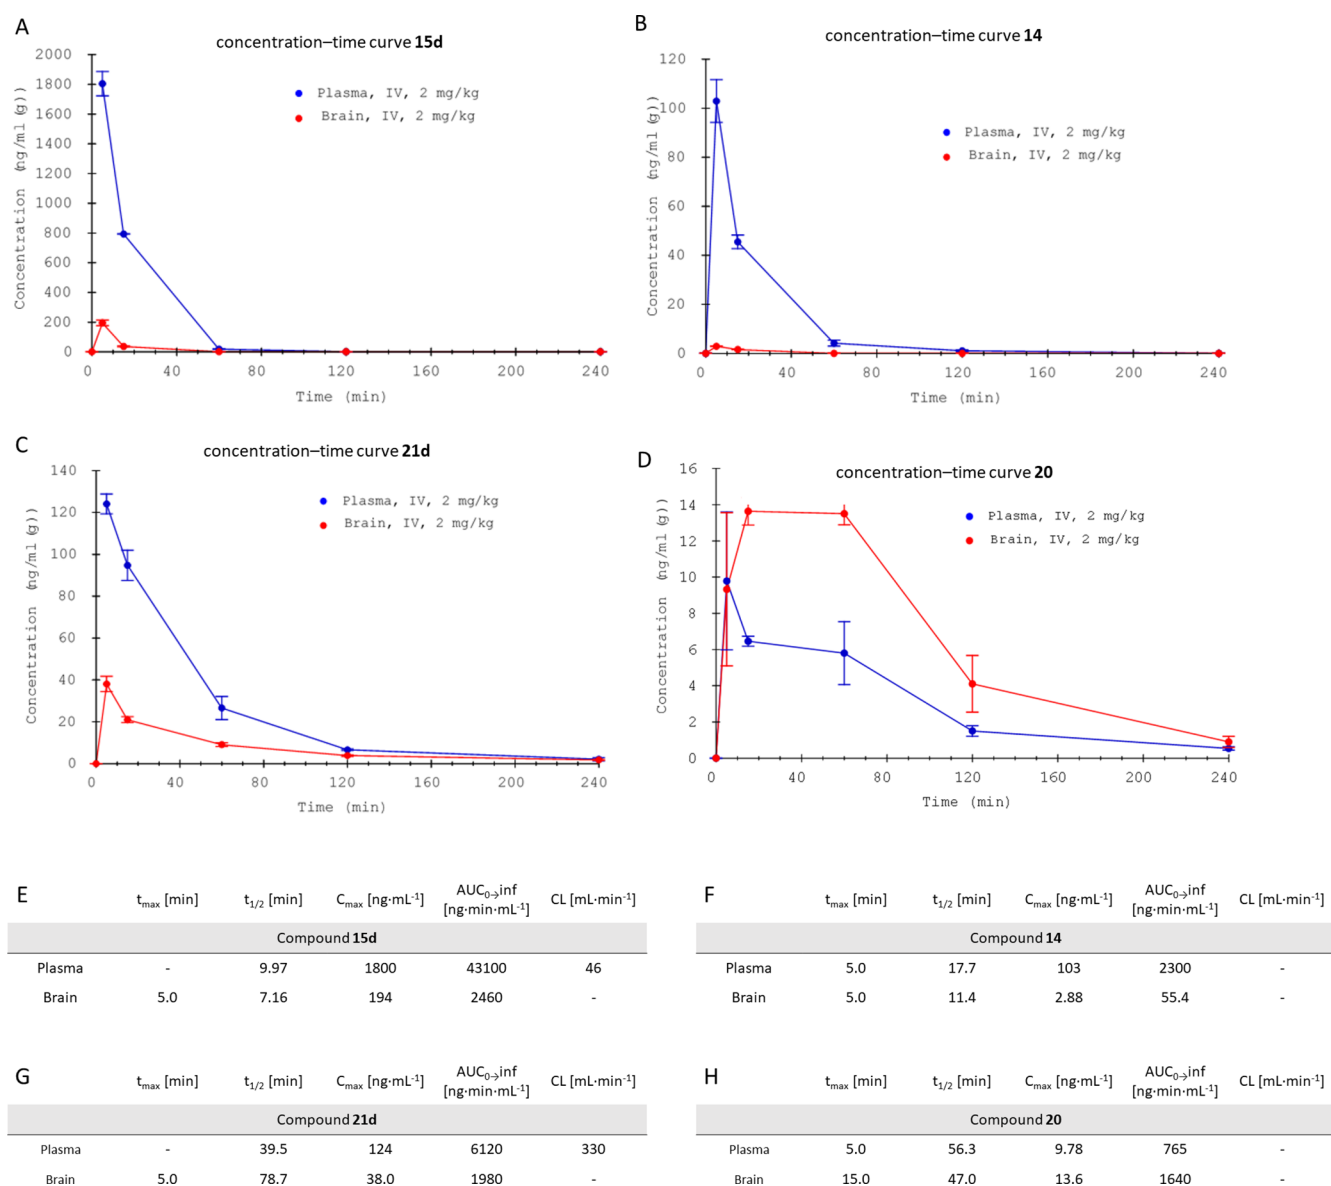 A
concentration–time curve 15d
2000
1800
1600
1400
1200
1000
800
600
400
200
0
Concentration (ng/ml (g))
Plasma, IV, 2 mg/kg
Brain, IV, 2 mg/kg
0 40 80 120 160 200 240
Time (min)
B
concentration–time curve 14
120
100
80
60
40
20
0
Concentration (ng/ml (g))
Plasma, IV, 2 mg/kg
Brain, IV, 2 mg/kg
0 40 80 120 160 200 240
Time (min)
C
concentration–time curve 21d
140
120
100
80
60
40
20
0
Concentration (ng/ml (g))
Plasma, IV, 2 mg/kg
Brain, IV, 2 mg/kg
0 40 80 120 160 200 240
Time (min)
D
concentration–time curve 20
16
14
12
10
8
6
4
2
0
Concentration (ng/ml (g))
Plasma, IV, 2 mg/kg
Brain, IV, 2 mg/kg
0 40 80 120 160 200 240
Time (min)
E
tmax [min] t1/2 [min] Cmax [ng·mL-1] AUC0→inf [ng·min·mL-1] CL [mL·min-1]
Compound 15d
Plasma - 9.97 1800 43100 46
Brain 5.0 7.16 194 2460 -
F
tmax [min] t1/2 [min] Cmax [ng·mL-1] AUC0→inf [ng·min·mL-1] CL [mL·min-1]
Compound 14
Plasma 5.0 17.7 103 2300 -
Brain 5.0 11.4 2.88 55.4 -
G
tmax [min] t1/2 [min] Cmax [ng·mL-1] AUC0→inf [ng·min·mL-1] CL [mL·min-1]
Compound 21d
Plasma - 39.5 124 6120 330
Brain 5.0 78.7 38.0 1980 -
H
tmax [min] t1/2 [min] Cmax [ng·mL-1] AUC0→inf [ng·min·mL-1] CL [mL·min-1]
Compound 20
Plasma 5.0 56.3 9.78 765 -
Brain 15.0 47.0 13.6 1640 -